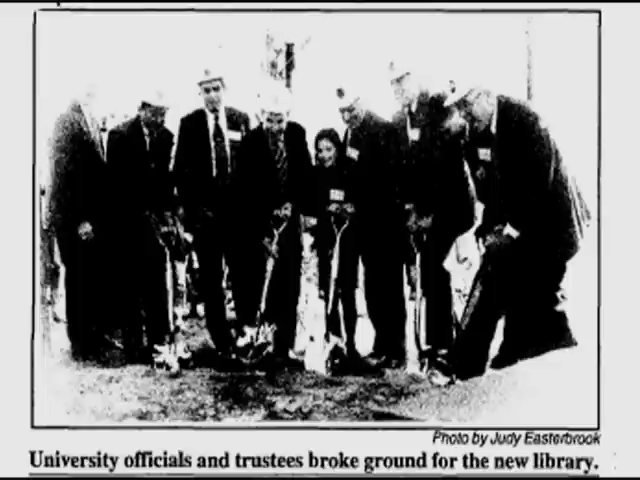 Photo by Judy Easterbrook
University officials and trustees broke ground for the new library.